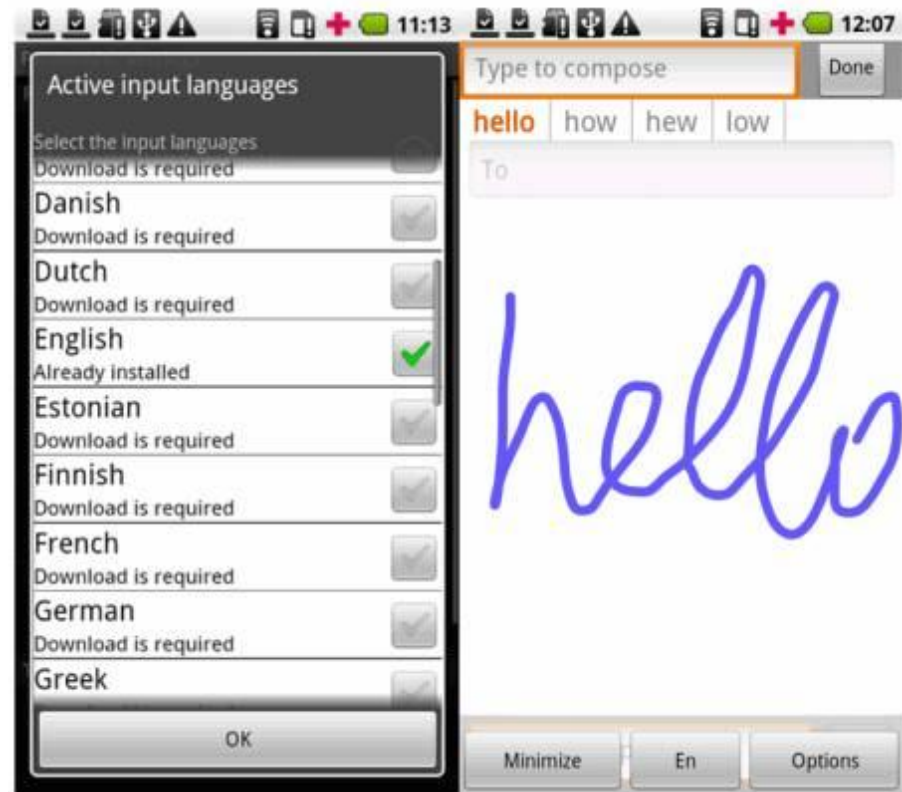 11:13
Active input languages
Select the input languages
Download is required
Danish
Download is required
Dutch
Download is required
English
Already installed
Estonian
Download is required
Finnish
Download is required
French
Download is required
German
Download is required
Greek
OK
12:07
Type to compose
Done
hello how hew low
To
hello
Minimize
En
Options